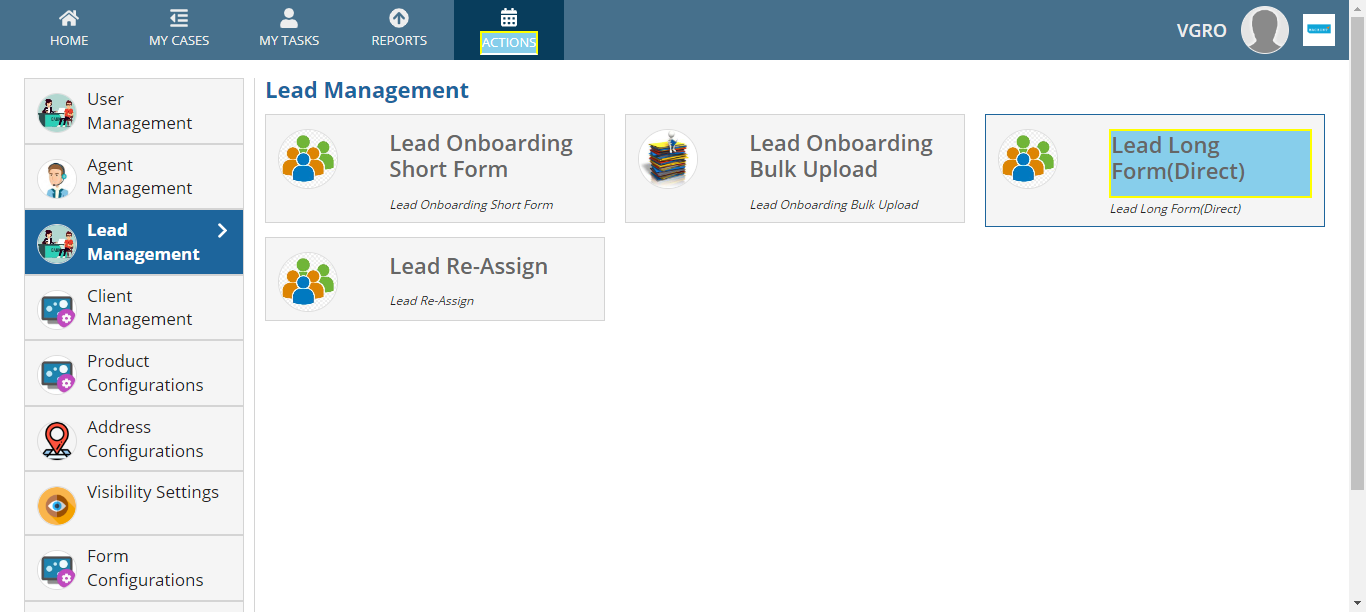 HOME
MY CASES
MY TASKS
REPORTS
ACTIONS
VGRO
User
Management
Agent
Management
Lead
Management
Client
Management
Product
Configurations
Address
Configurations
Visibility Settings
Form
Configurations
Lead Management
Lead Onboarding
Short Form
Lead Onboarding Short Form
Lead Onboarding
Bulk Upload
Lead Onboarding Bulk Upload
Lead Long
Form(Direct)
Lead Long Form(Direct)
Lead Re-Assign
Lead Re-Assign